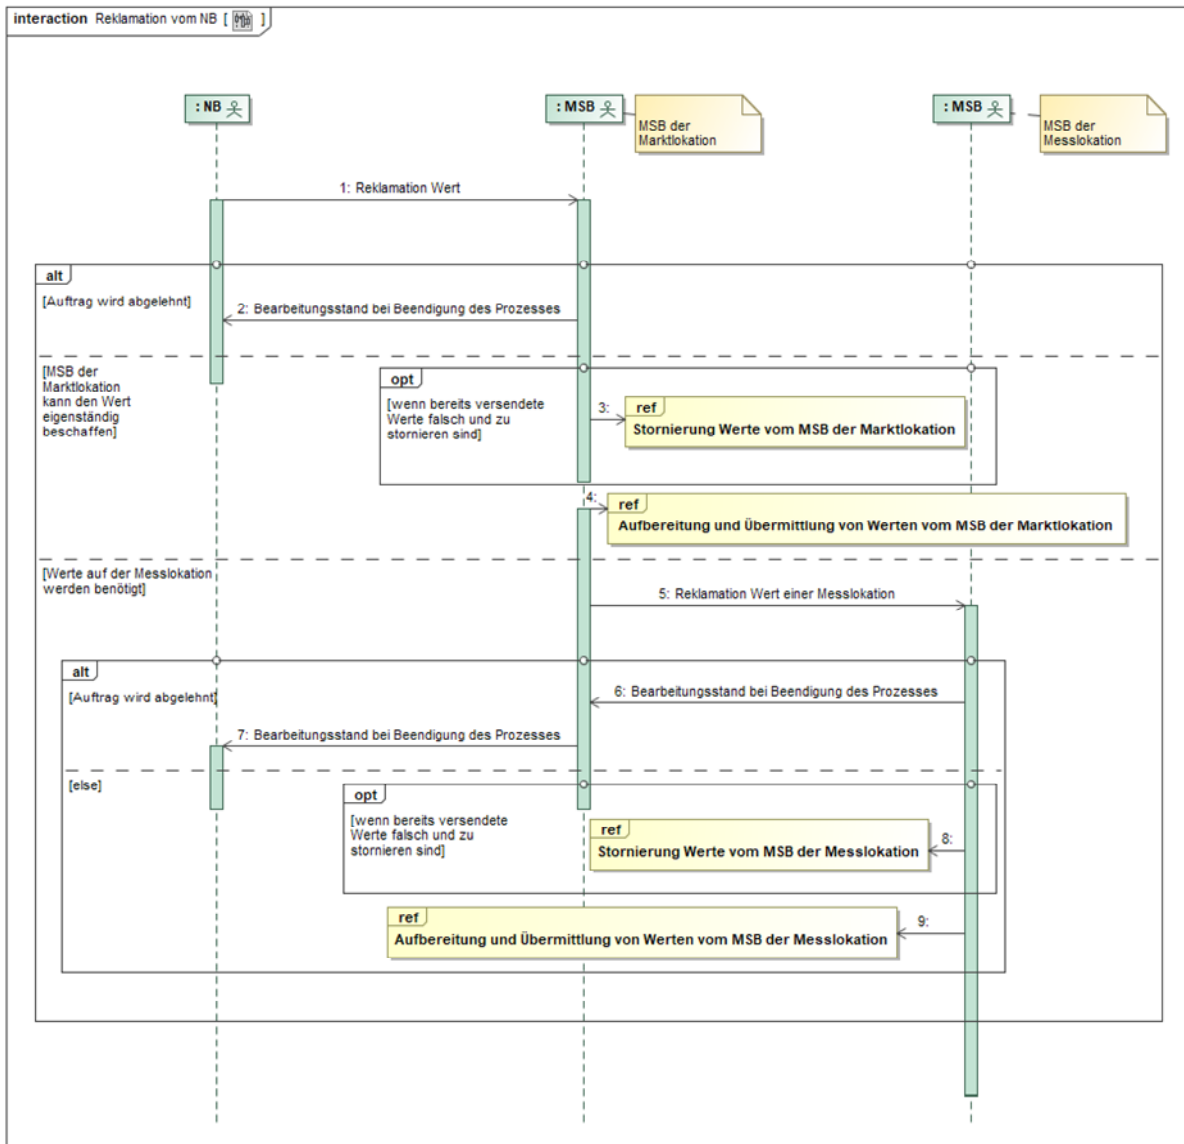 interaction Reklamation vom NB [ ]
: NB
: MSB
MSB der
Marktlokation
: MSB
MSB der
Messlokation
1: Reklamation Wert
alt
[Auftrag wird abgelehnt]
2: Bearbeitungsstand bei Beendigung des Prozesses
[MSB der
Marktlokation
kann den Wert
eigenständig
beschaffen]
opt
[wenn bereits versendete
Werte falsch und zu
stornieren sind]
3:
ref
Stornierung Werte vom MSB der Marktlokation
4:
ref
Aufbereitung und Übermittlung von Werten vom MSB der Marktlokation
[Werte auf der Messlokation
werden benötigt]
5: Reklamation Wert einer Messlokation
alt
[Auftrag wird abgelehnt]
6: Bearbeitungsstand bei Beendigung des Prozesses
7: Bearbeitungsstand bei Beendigung des Prozesses
[else]
opt
[wenn bereits versendete
Werte falsch und zu
stornieren sind]
ref
Stornierung Werte vom MSB der Messlokation
8:
ref
Aufbereitung und Übermittlung von Werten vom MSB der Messlokation
9: